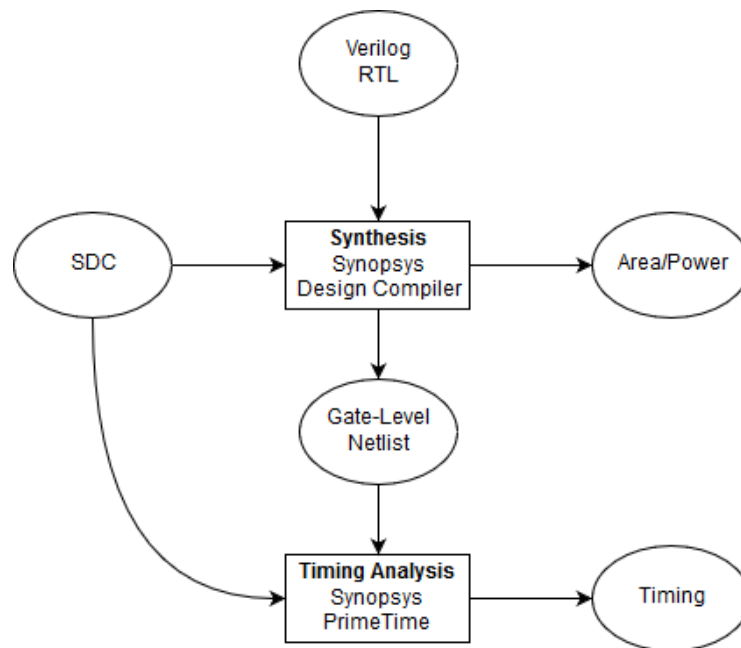 Verilog
RTL
SDC
Synthesis
Synopsys
Design Compiler
Area/Power
Gate-Level
Netlist
Timing Analysis
Synopsys
PrimeTime
Timing